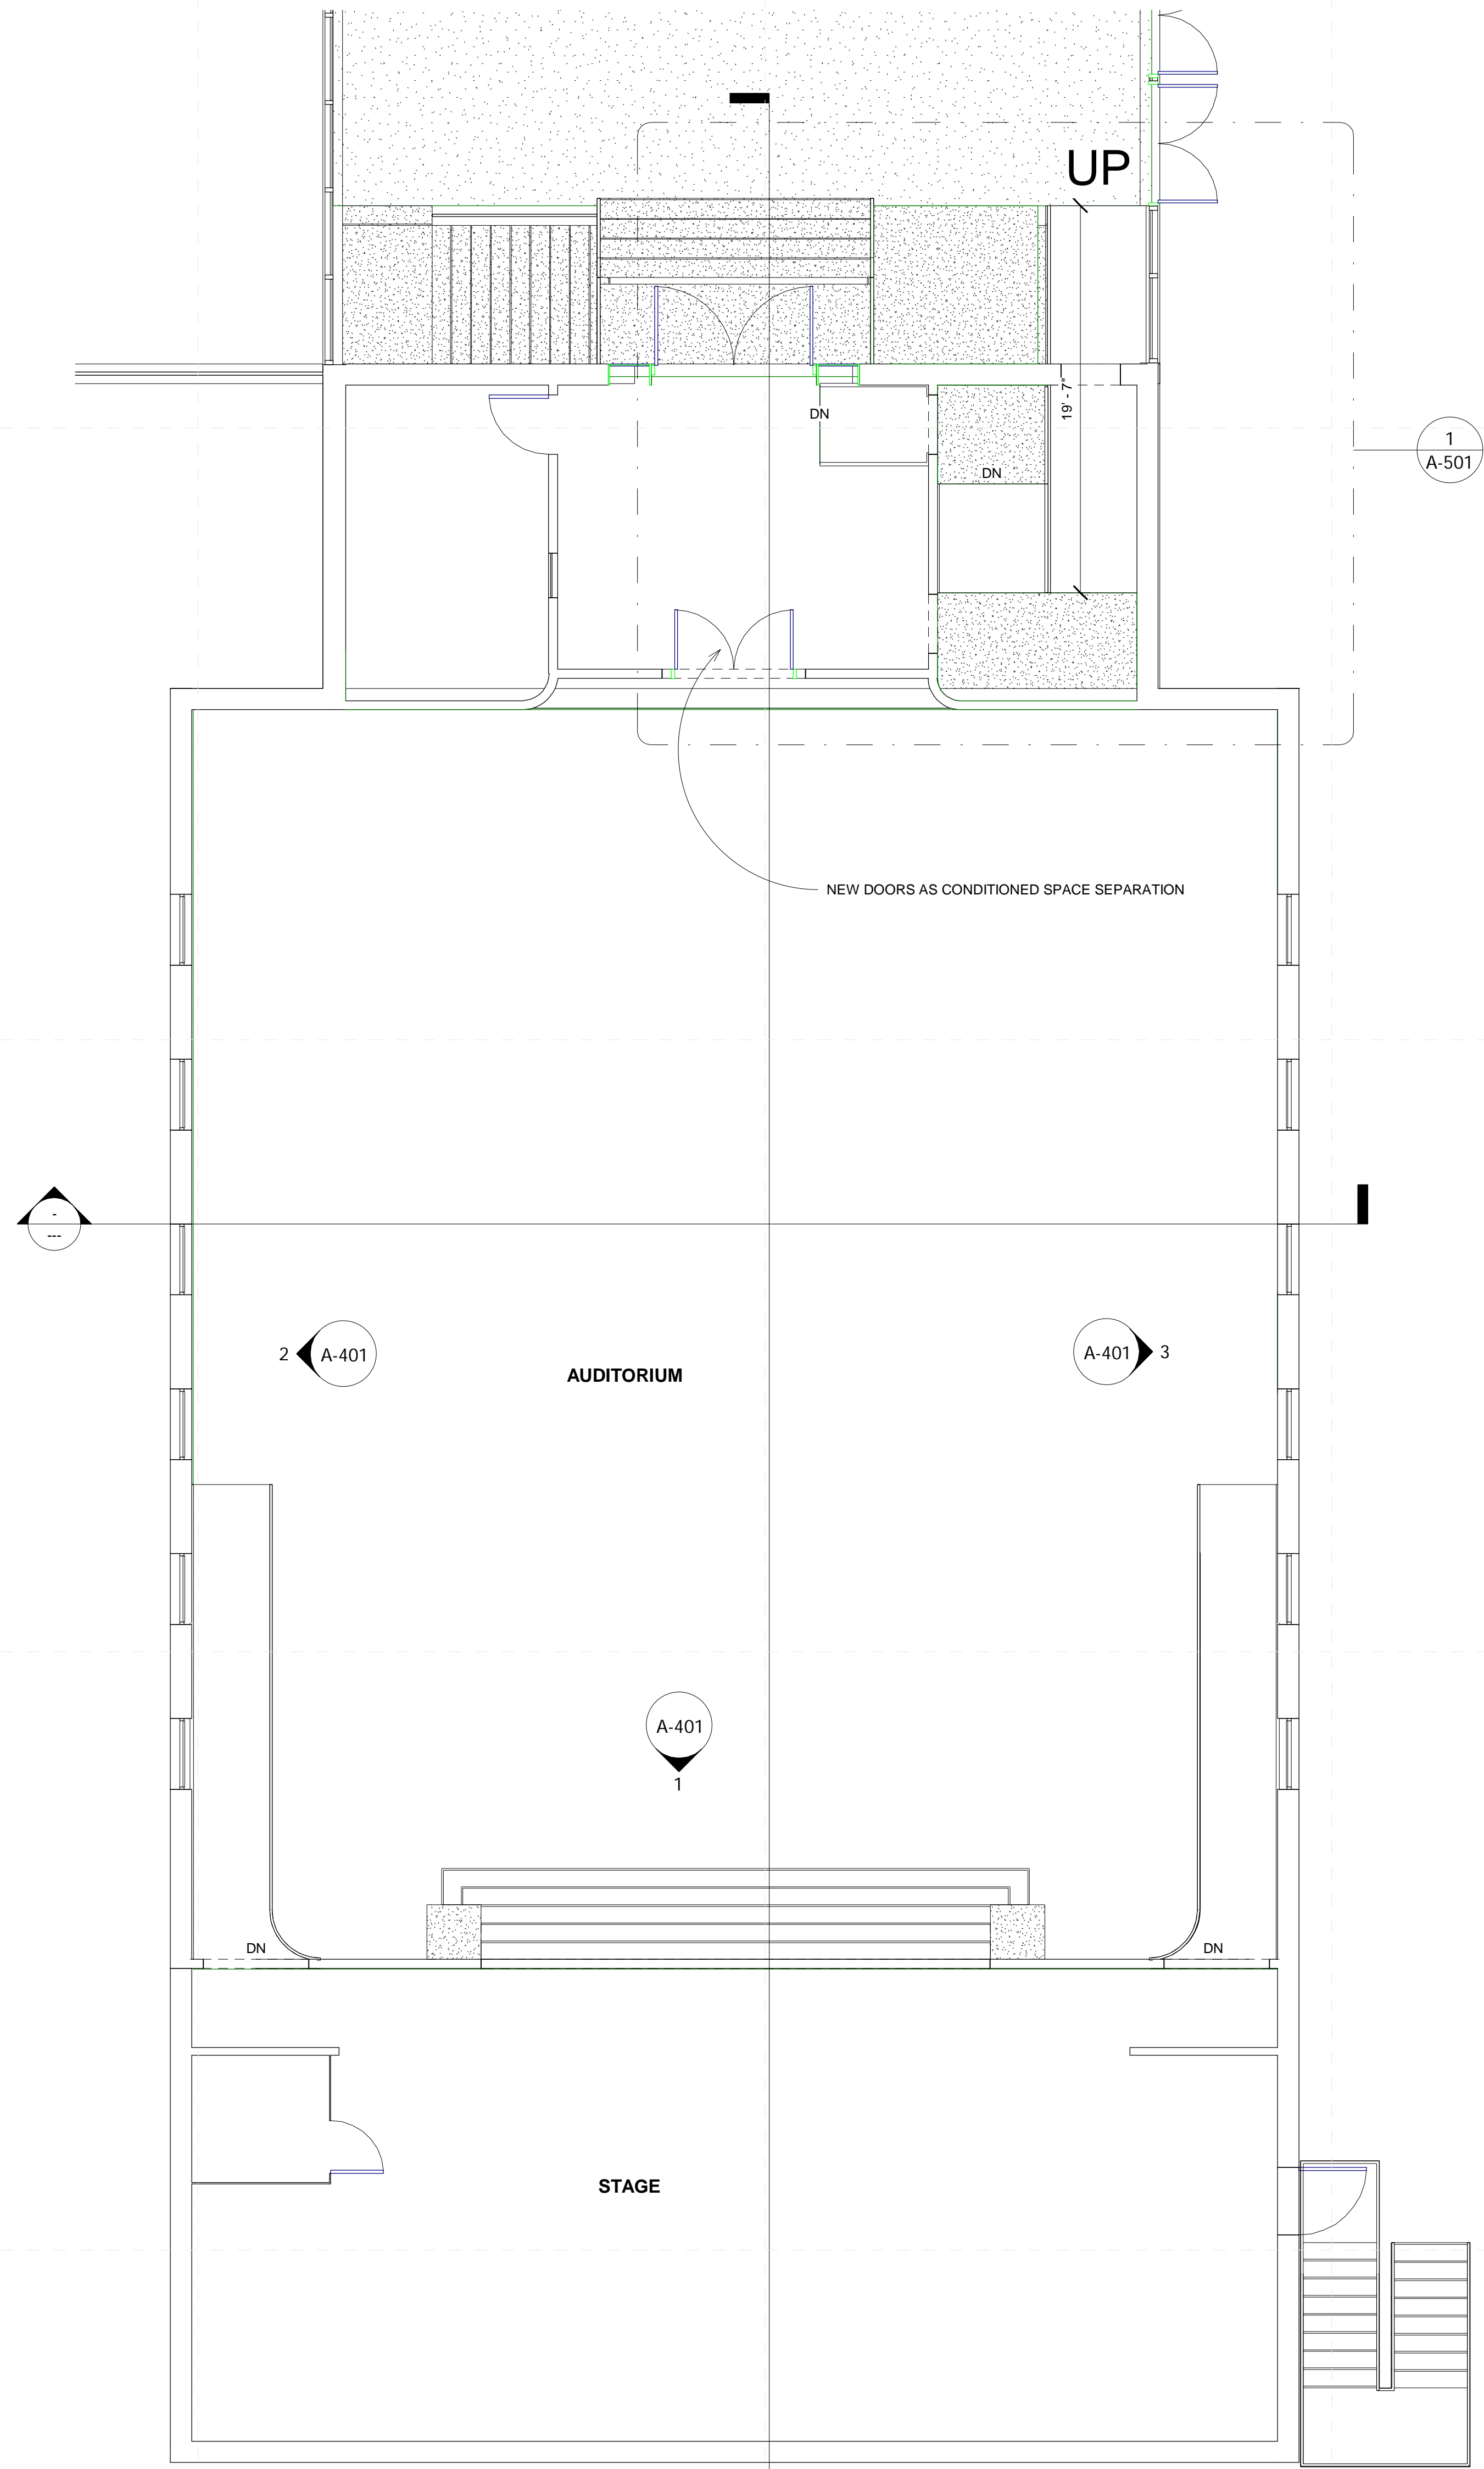 UP
DN
19' - 7"
1
A-501
DN
NEW DOORS AS CONDITIONED SPACE SEPARATION
-
---
2
A-401
A-401
3
AUDITORIUM
A-401
1
DN
DN
STAGE